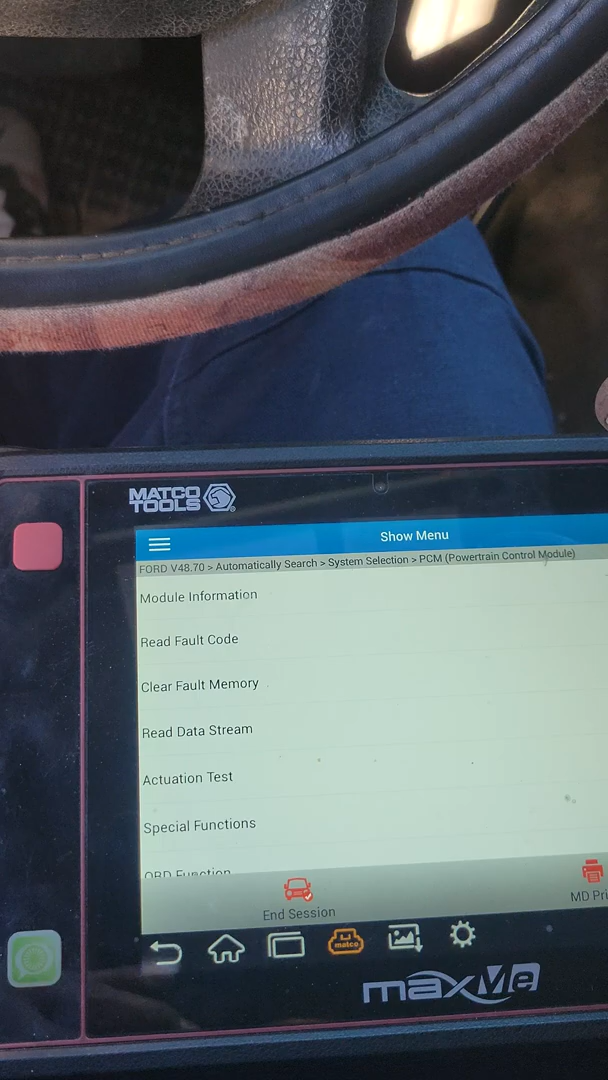 MATCO
TOOLS
Show Menu
FORD V48.70 > Automatically Search > System Selection > PCM (Powertrain Control Module)
Module Information
Read Fault Code
Clear Fault Memory
Read Data Stream
Actuation Test
Special Functions
OBD Function
End Session
MD Pri
matco
maxMe